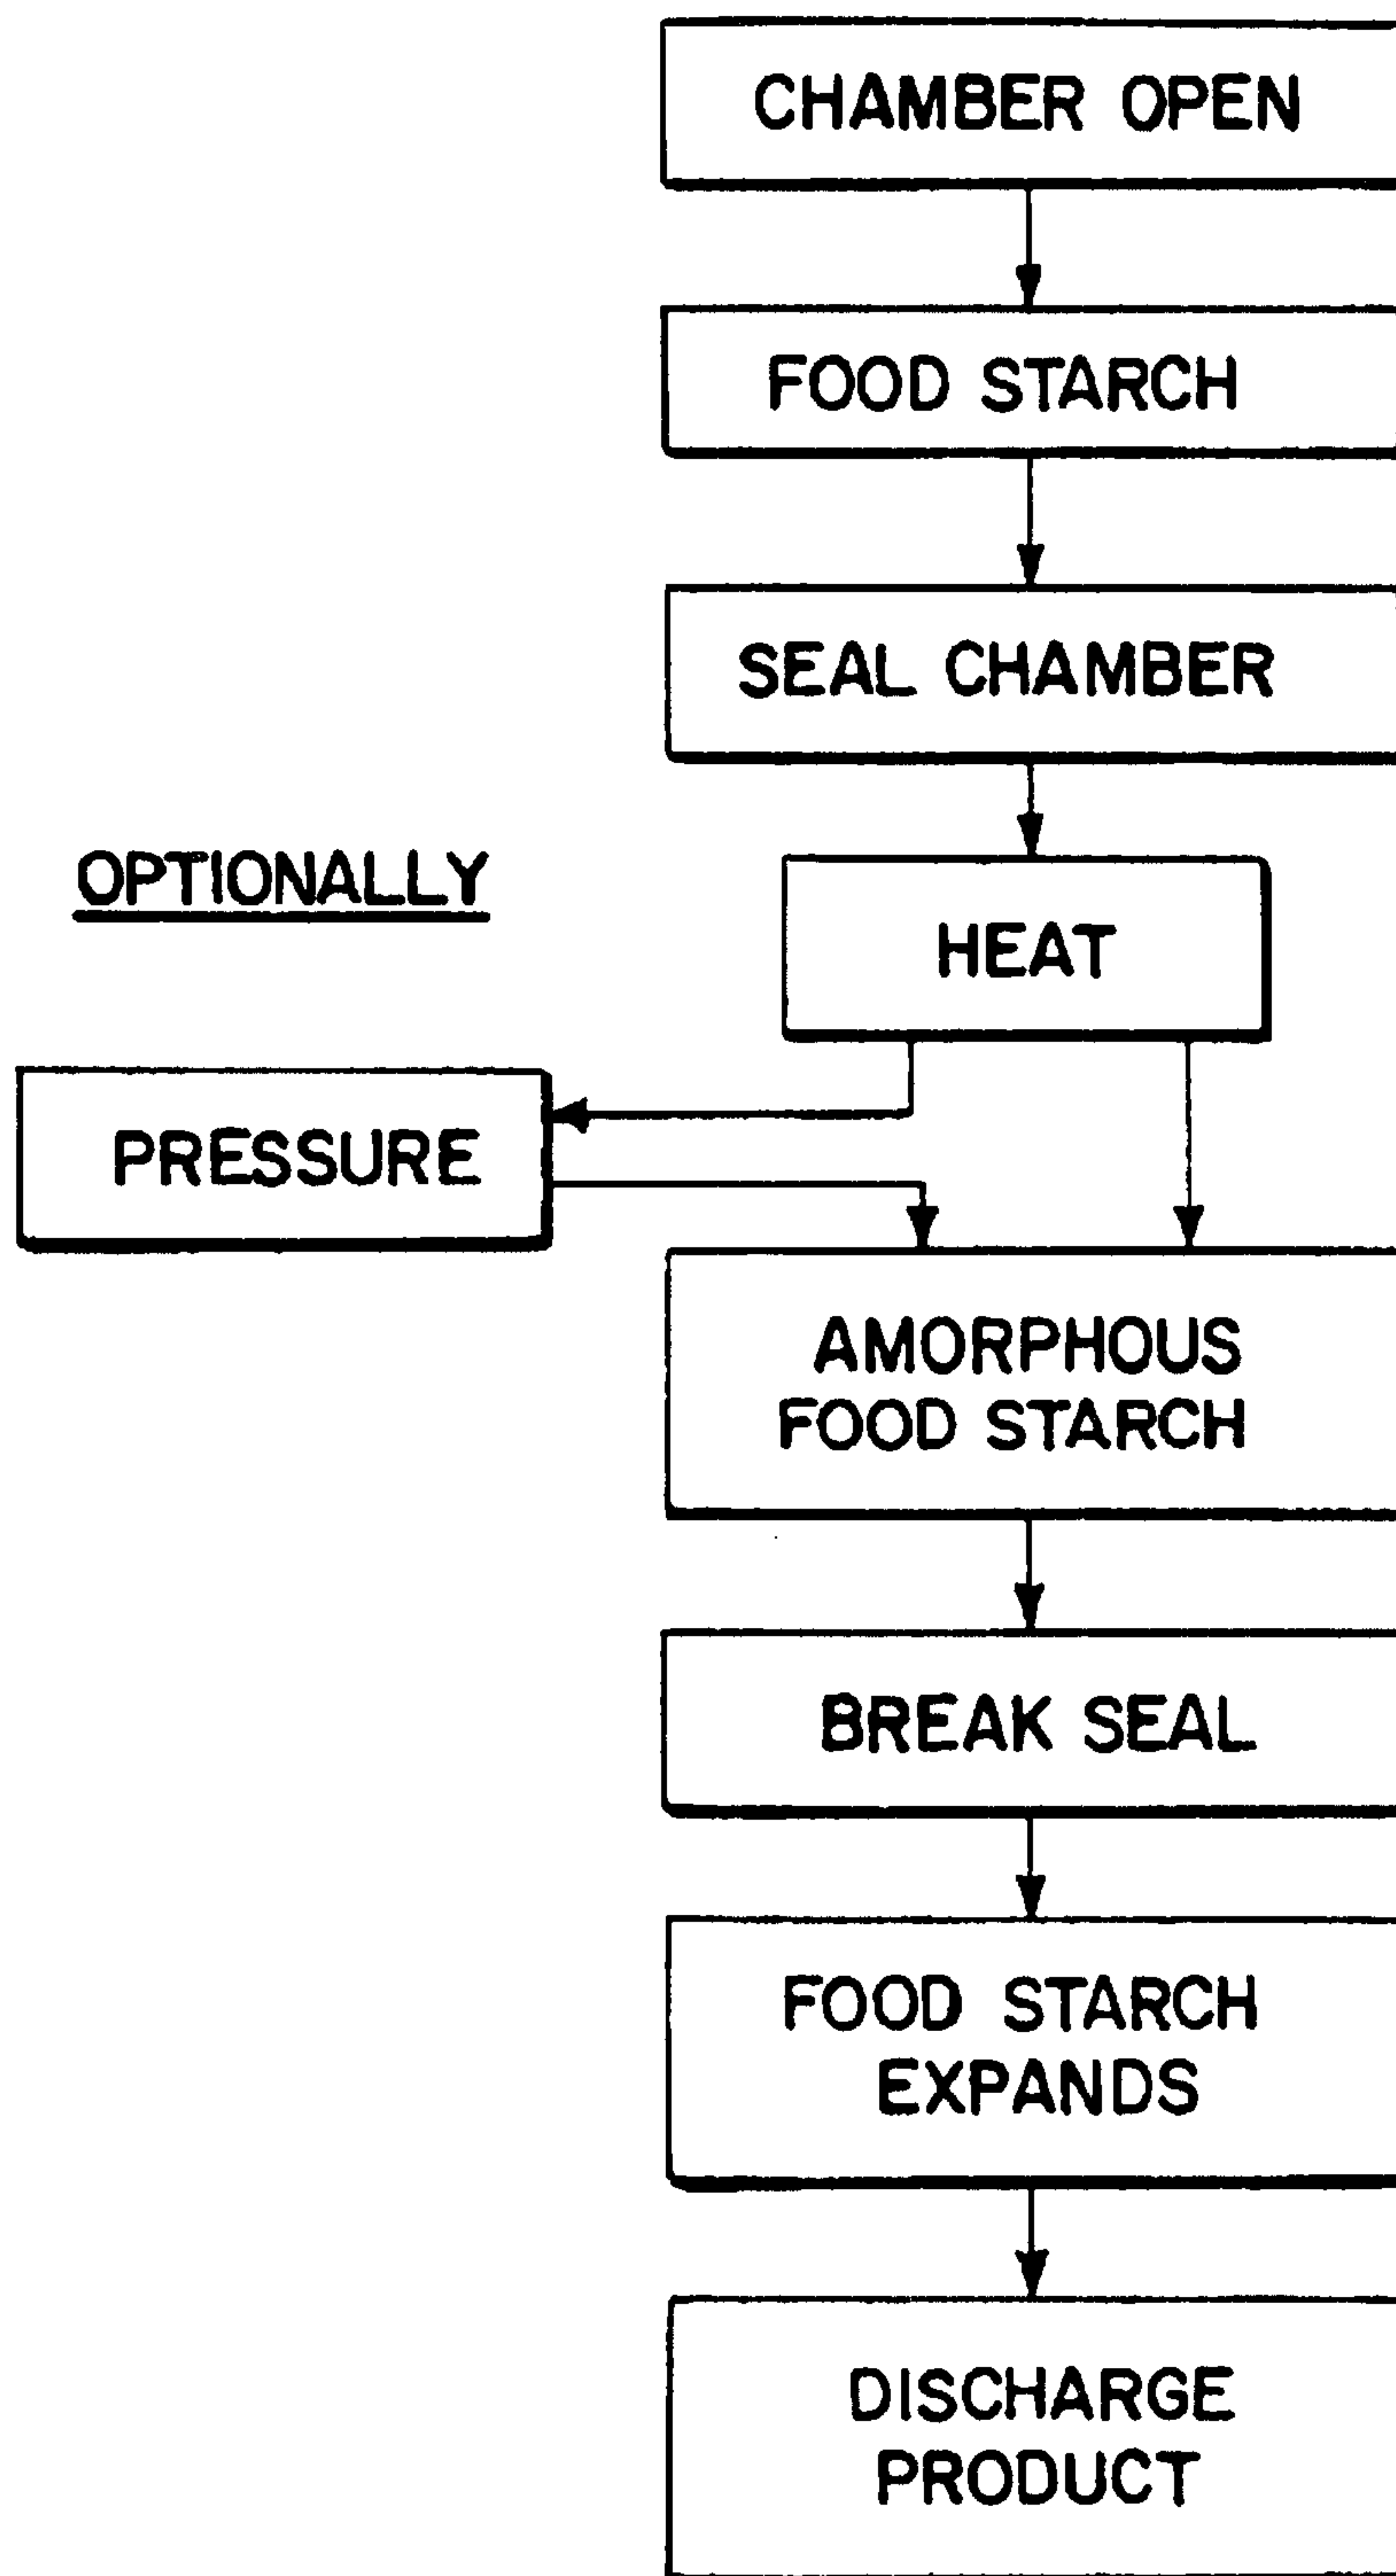 CHAMBER OPEN
FOOD STARCH
SEAL CHAMBER
OPTIONALLY
HEAT
PRESSURE
AMORPHOUS
FOOD STARCH
BREAK SEAL
FOOD STARCH
EXPANDS
DISCHARGE
PRODUCT